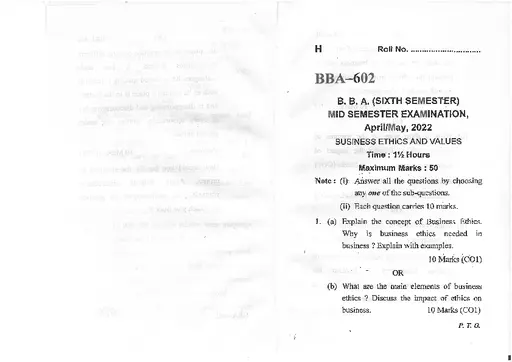 H Roll No. ..............................
BBA–602
B. B. A. (SIXTH SEMESTER)
MID SEMESTER EXAMINATION,
April/May, 2022
BUSINESS ETHICS AND VALUES
Time : 1½ Hours
Maximum Marks : 50
Note : (i) Answer all the questions by choosing
any one of the sub-questions.
(ii) Each question carries 10 marks.
1. (a) Explain the concept of Business Ethics.
Why is business ethics needed in
business ? Explain with examples.
10 Marks (CO1)
OR
(b) What are the main elements of business
ethics ? Discuss the impact of ethics on
business. 10 Marks (CO1)
P. T. O.